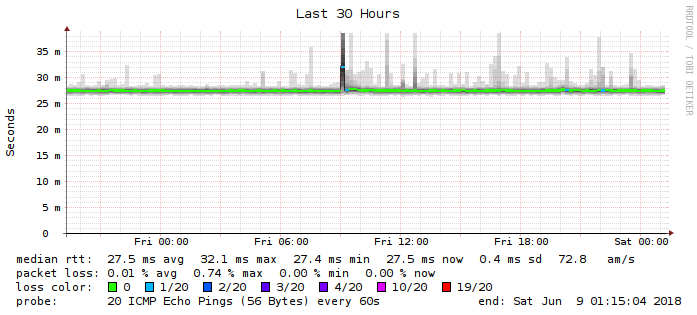 Last 30 Hours
RRDTOOL / TOBI OETIKER
Seconds
35 m
30 m
25 m
20 m
15 m
10 m
5 m
0
Fri 00:00 Fri 06:00 Fri 12:00 Fri 18:00 Sat 00:00
median rtt: 27.5 ms avg 32.1 ms max 27.4 ms min 27.5 ms now 0.4 ms sd 72.8 am/s
packet loss: 0.01 % avg 0.74 % max 0.00 % min 0.00 % now
loss color: 0 1/20 2/20 3/20 4/20 10/20 19/20
probe: 20 ICMP Echo Pings (56 Bytes) every 60s end: Sat Jun 9 01:15:04 2018